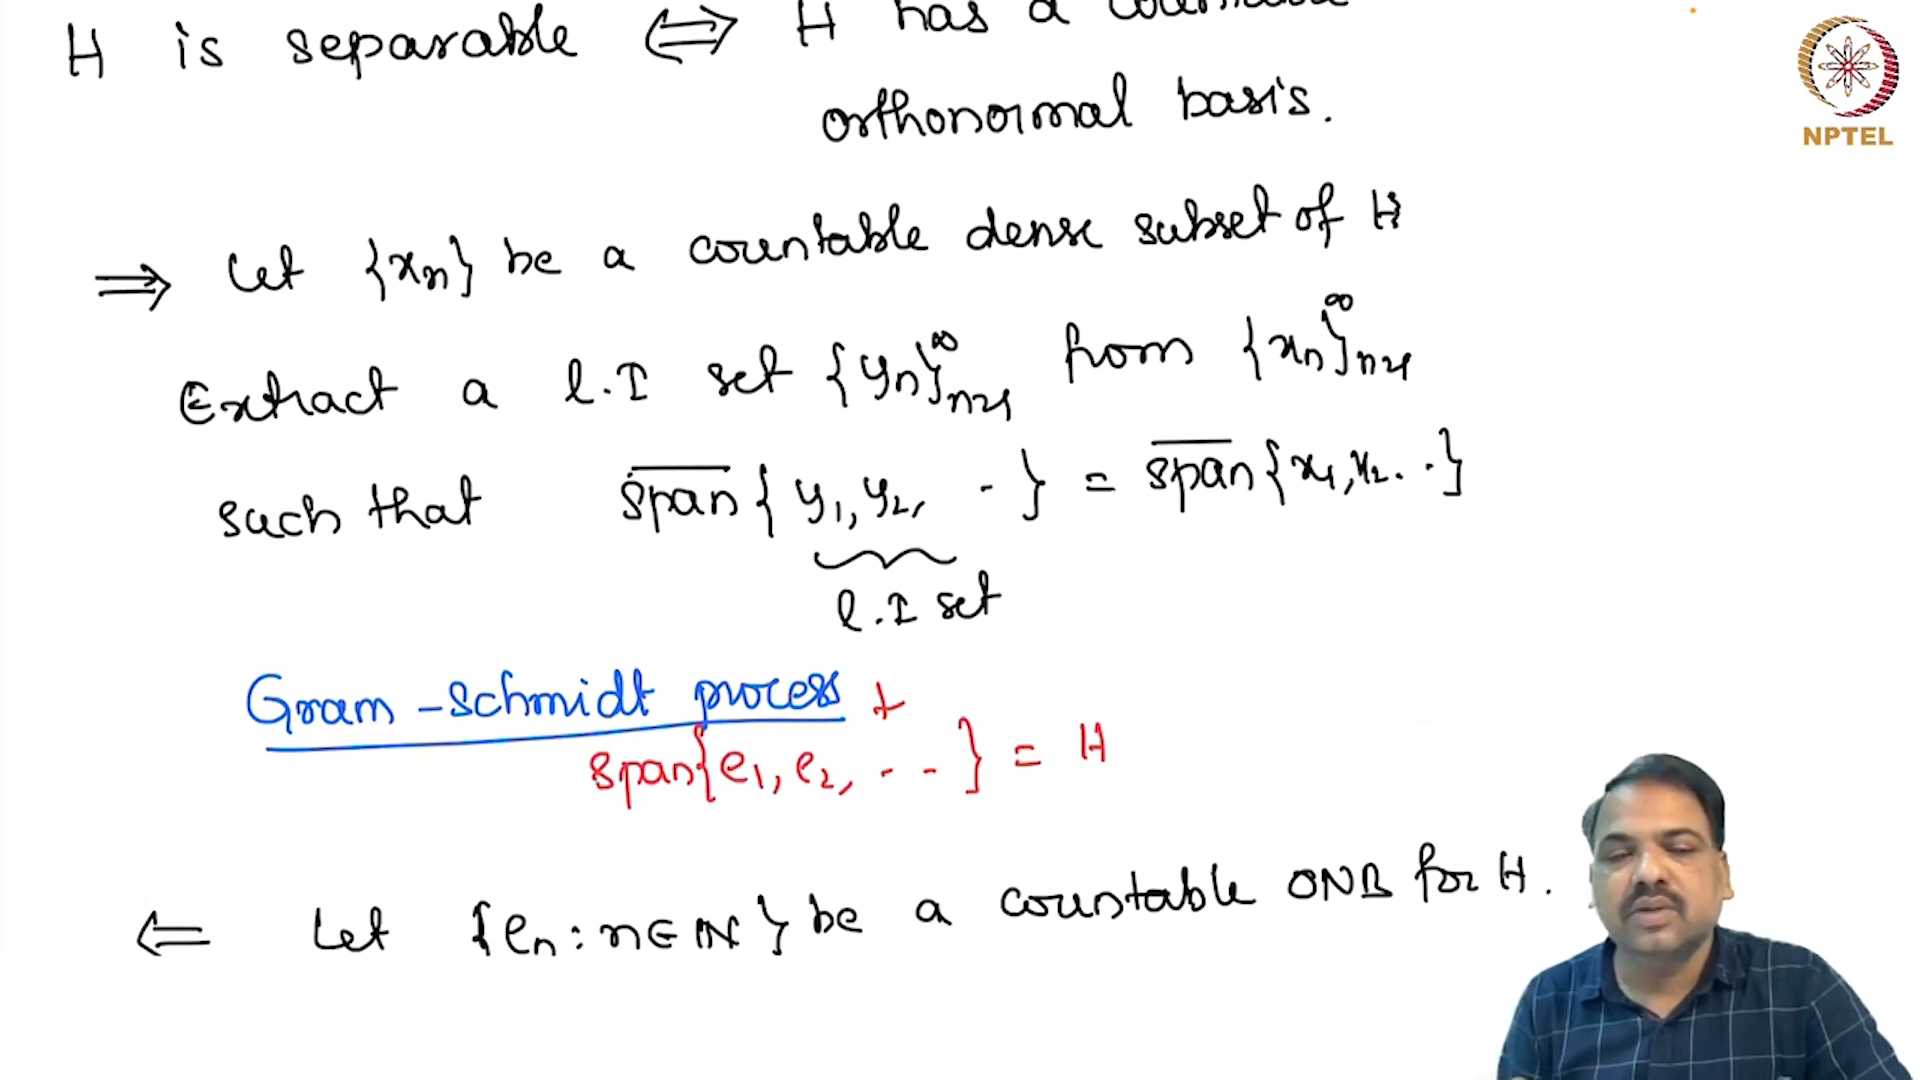 H is separable ⟺ H has a
orthonormal basis.
NPTEL
⟹ Let {xn} be a countable dense subset of H
Extract a l.I set {yn}∞n=1 from {xn}∞n=1
such that span{y1, y2, . } = span{x1, x2 . .}
l.I set
Gram-Schmidt process +
span{e1, e2, . . } = H
⟸ Let {en : n ∈ ℕ} be a countable ONB for H.